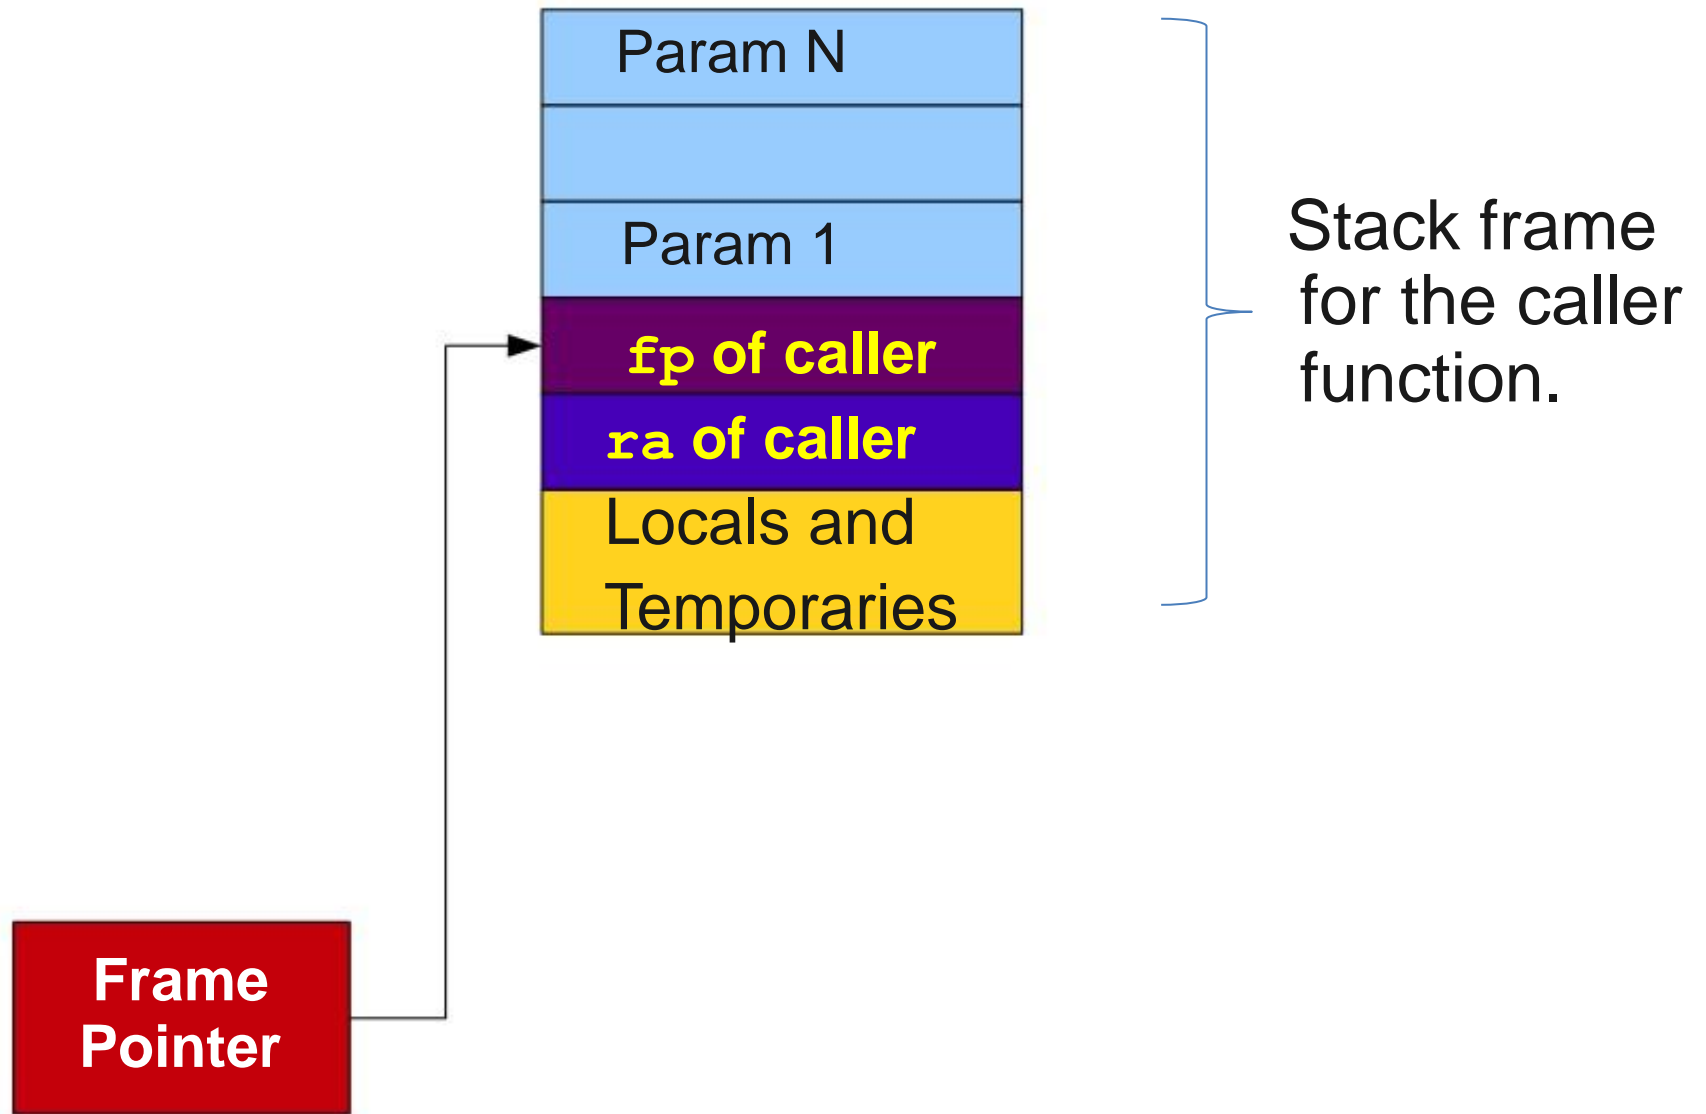 Param N
Param 1
fp of caller
ra of caller
Locals and
Temporaries
Stack frame
for the caller
function.
Frame
Pointer